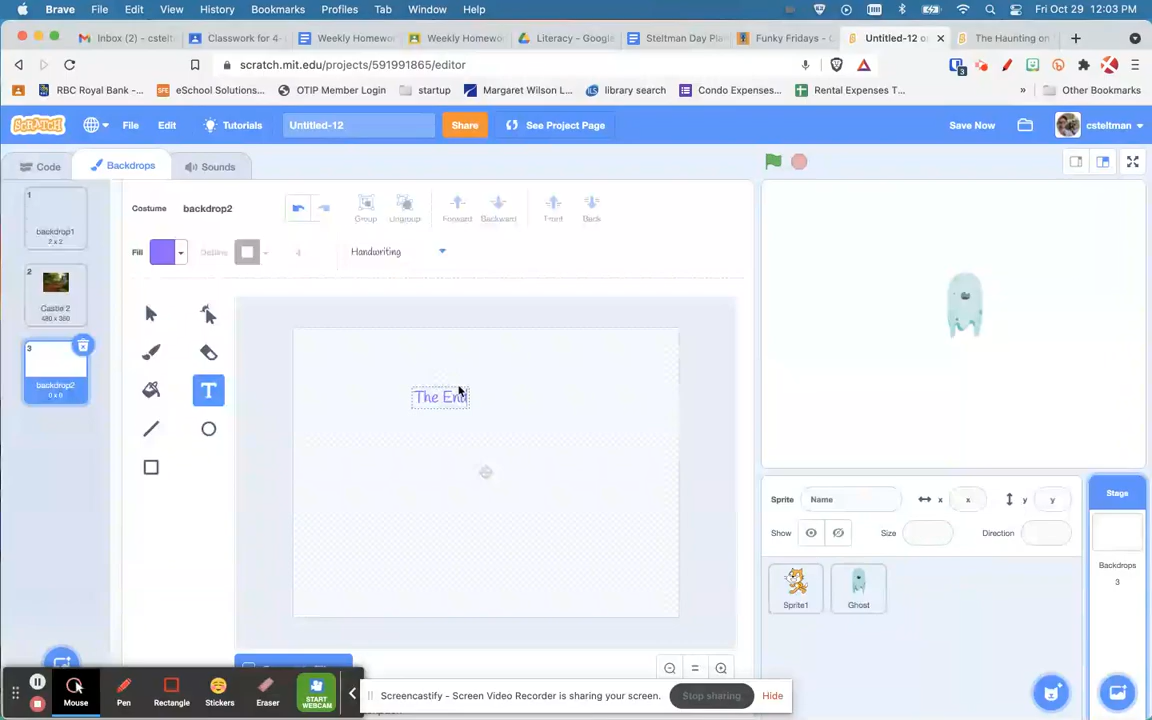 Brave File Edit View History Bookmarks Profiles Tab Window Help Fri Oct 29 12:03 PM
Inbox (2) - cstelt Classwork for 4- Weekly Homewo Weekly Homewo Literacy - Google Steltman Day Pla Funky Fridays - Untitled-12 o The Haunting on
scratch.mit.edu/projects/591991865/editor 3
RBC Royal Bank -... eSchool Solutions... OTIP Member Login startup Margaret Wilson L... library search Condo Expenses... Rental Expenses T... » Other Bookmarks
SCRATCH File Edit Tutorials Untitled-12 Share See Project Page Save Now csteltman
Code Backdrops Sounds
1
backdrop1
2 x 2
2
Castle 2
480 x 360
3
backdrop2
0 x 0
Costume backdrop2 Group Ungroup Forward Backward Front Back
Fill Outline 4 Handwriting
T
The End
Sprite Name x x y y
Show Size Direction
Sprite1 Ghost
Stage
Backdrops
3
Mouse Pen Rectangle Stickers Eraser START WEBCAM
Screencastify - Screen Video Recorder is sharing your screen. Stop sharing Hide